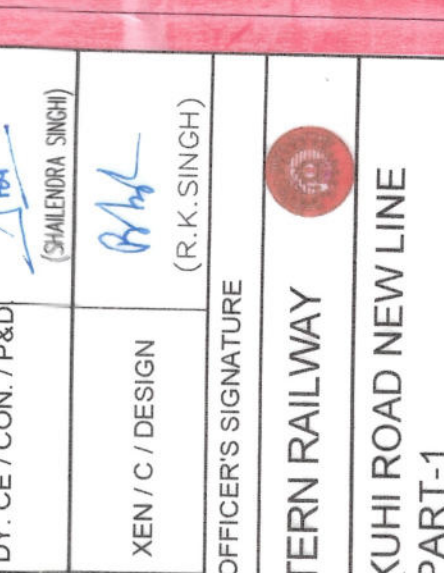 DY. CE / CON. / P&D
(SHAILENDRA SINGH)
XEN / C / DESIGN
(R.K.SINGH)
OFFICER'S SIGNATURE
TERN RAILWAY
KUHI ROAD NEW LINE
PART-1